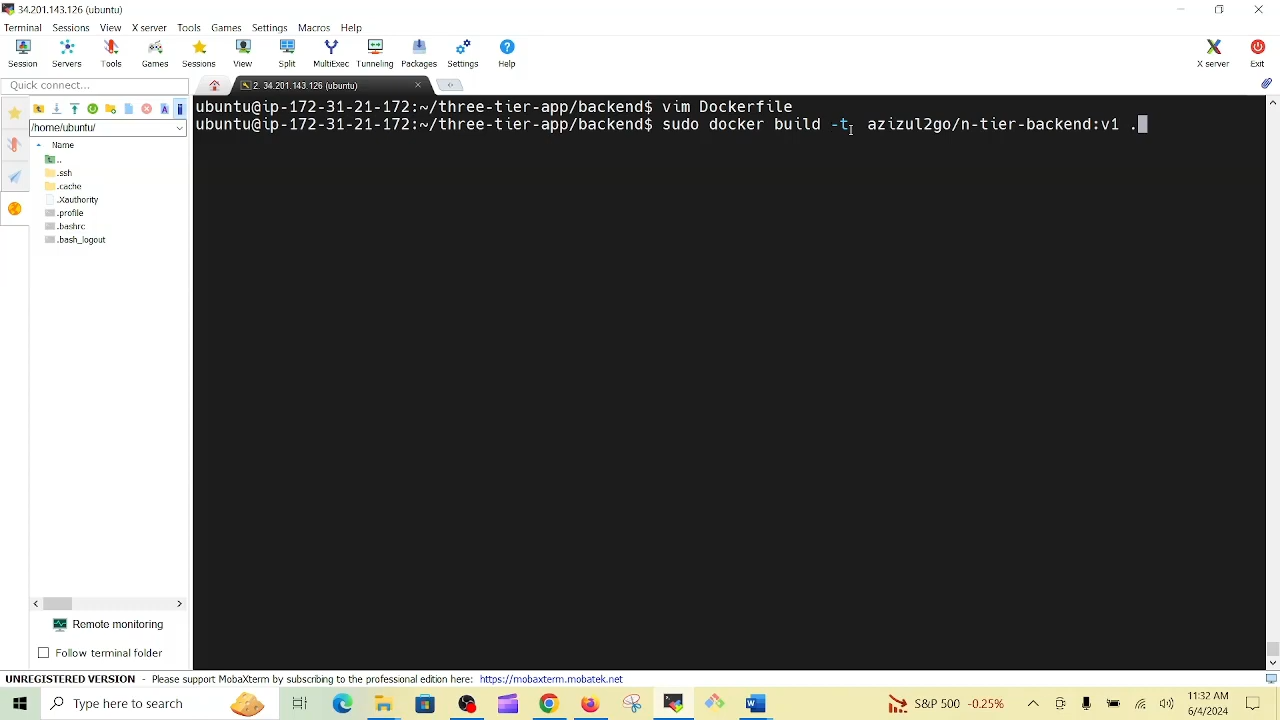 34.201.143.126 (ubuntu)
Terminal Sessions View X server Tools Games Settings Macros Help
Session Servers Tools Games Sessions View Split MultiExec Tunneling Packages Settings Help X server Exit
Quick connect...
2. 34.201.143.126 (ubuntu)
/home/ubuntu/
Name
..
.ssh
.cache
.Xauthority
.profile
.bashrc
.bash_logout
ubuntu@ip-172-31-21-172:~/three-tier-app/backend$ vim Dockerfile
ubuntu@ip-172-31-21-172:~/three-tier-app/backend$ sudo docker build -t  azizul2go/n-tier-backend:v1 .
Remote monitoring
Follow terminal folder
UNREGISTERED VERSION - Please support MobaXterm by subscribing to the professional edition here: https://mobaxterm.mobatek.net
Type here to search
S&P 500 -0.25%
11:32 AM
6/4/2024